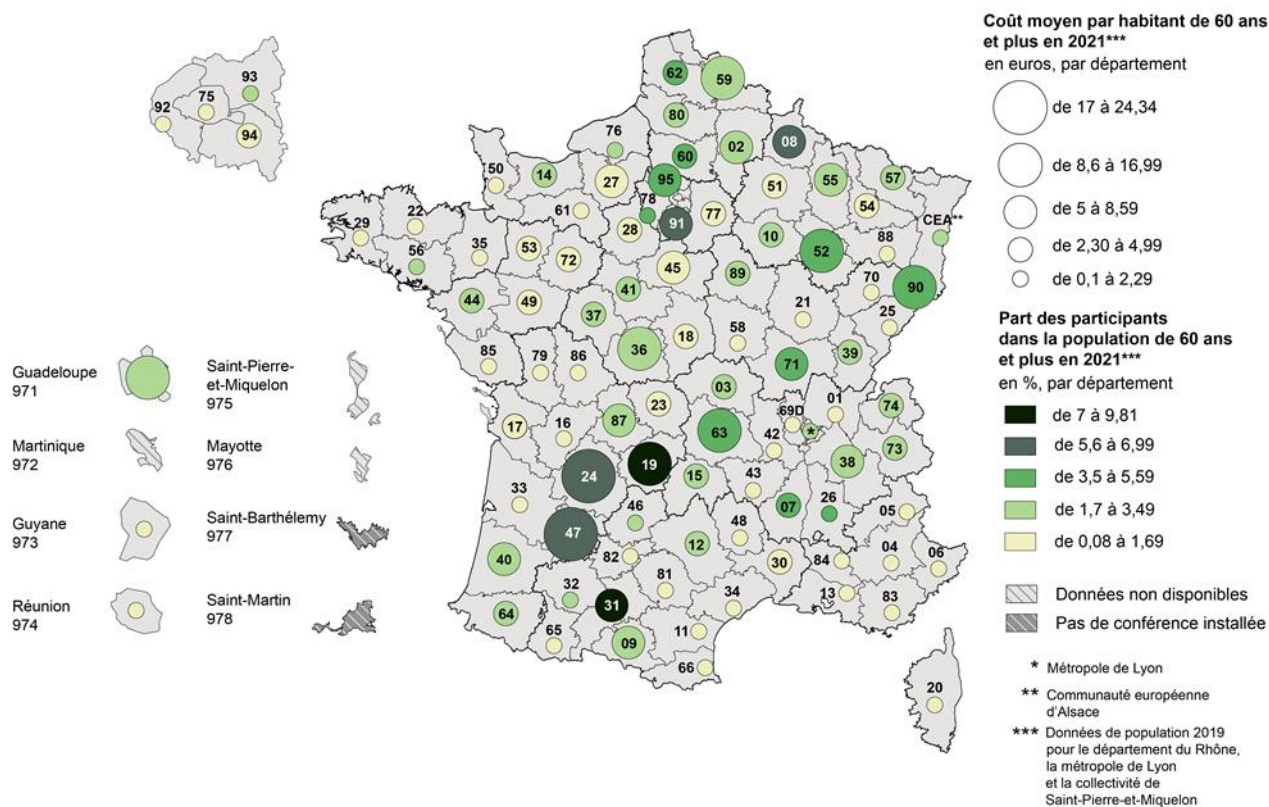 93
92
75
94
62
59
80
76
02
08
60
50
14
27
95
51
55
57
78
61
91
77
54
CEA**
22
29
28
10
88
35
53
52
56
72
45
70
90
89
41
44
49
37
21
25
58
18
36
85
79
86
71
39
03
23
69D
01
74
17
16
87
63
42
*
73
38
19
24
15
43
33
07
26
46
05
47
48
12
40
82
30
84
04
06
32
81
34
13
83
31
64
65
09
11
66
20
Guadeloupe
971
Saint-Pierre-
et-Miquelon
975
Martinique
972
Mayotte
976
Guyane
973
Saint-Barthélemy
977
Réunion
974
Saint-Martin
978
Coût moyen par habitant de 60 ans
et plus en 2021***
en euros, par département
de 17 à 24,34
de 8,6 à 16,99
de 5 à 8,59
de 2,30 à 4,99
de 0,1 à 2,29
Part des participants
dans la population de 60 ans
et plus en 2021***
en %, par département
de 7 à 9,81
de 5,6 à 6,99
de 3,5 à 5,59
de 1,7 à 3,49
de 0,08 à 1,69
Données non disponibles
Pas de conférence installée
* Métropole de Lyon
** Communauté européenne
d'Alsace
*** Données de population 2019
pour le département du Rhône,
la métropole de Lyon
et la collectivité de
Saint-Pierre-et-Miquelon